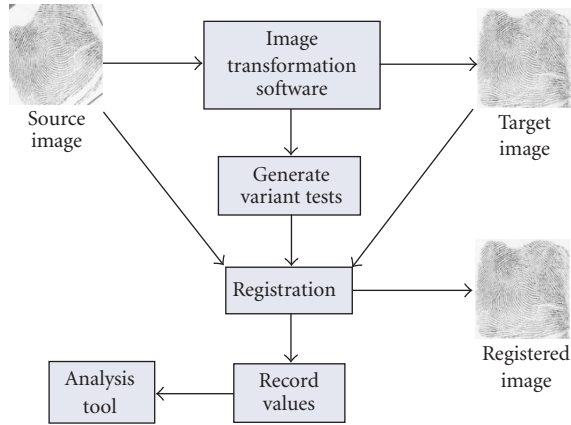 Image
transformation
software
Source
image
Target
image
Generate
variant tests
Registration
Registered
image
Analysis
tool
Record
values